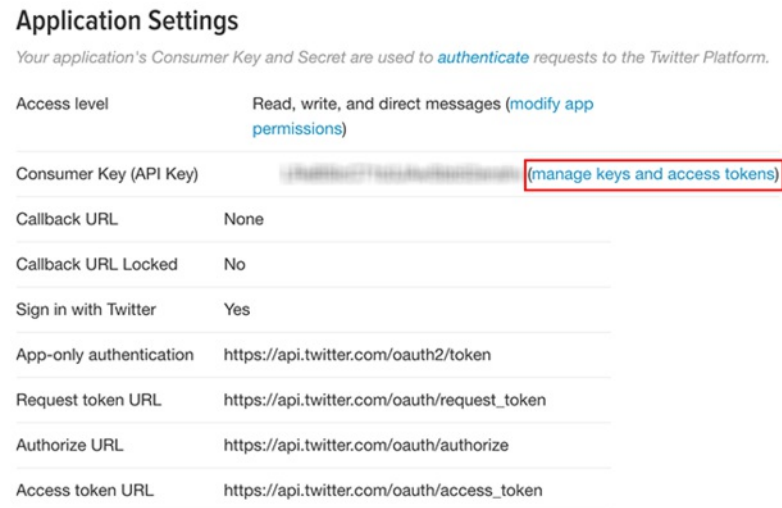 Application Settings
Your application's Consumer Key and Secret are used to authenticate requests to the Twitter Platform.
Access level Read, write, and direct messages (modify app
permissions)
Consumer Key (API Key) (manage keys and access tokens)
Callback URL None
Callback URL Locked No
Sign in with Twitter Yes
App-only authentication https://api.twitter.com/oauth2/token
Request token URL https://api.twitter.com/oauth/request_token
Authorize URL https://api.twitter.com/oauth/authorize
Access token URL https://api.twitter.com/oauth/access_token